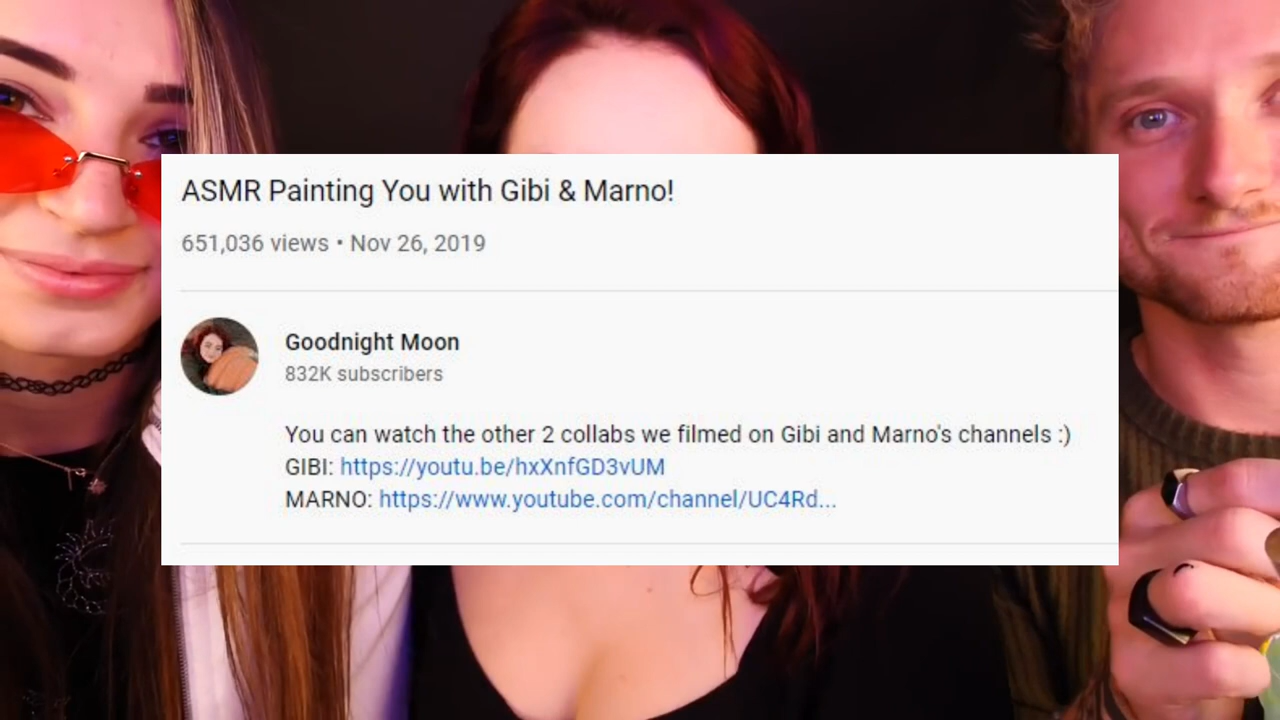 ASMR Painting You with Gibi & Marno!
651,036 views • Nov 26, 2019
Goodnight Moon
832K subscribers
You can watch the other 2 collabs we filmed on Gibi and Marno's channels :)
GIBI: https://youtu.be/hxXnfGD3vUM
MARNO: https://www.youtube.com/channel/UC4Rd...